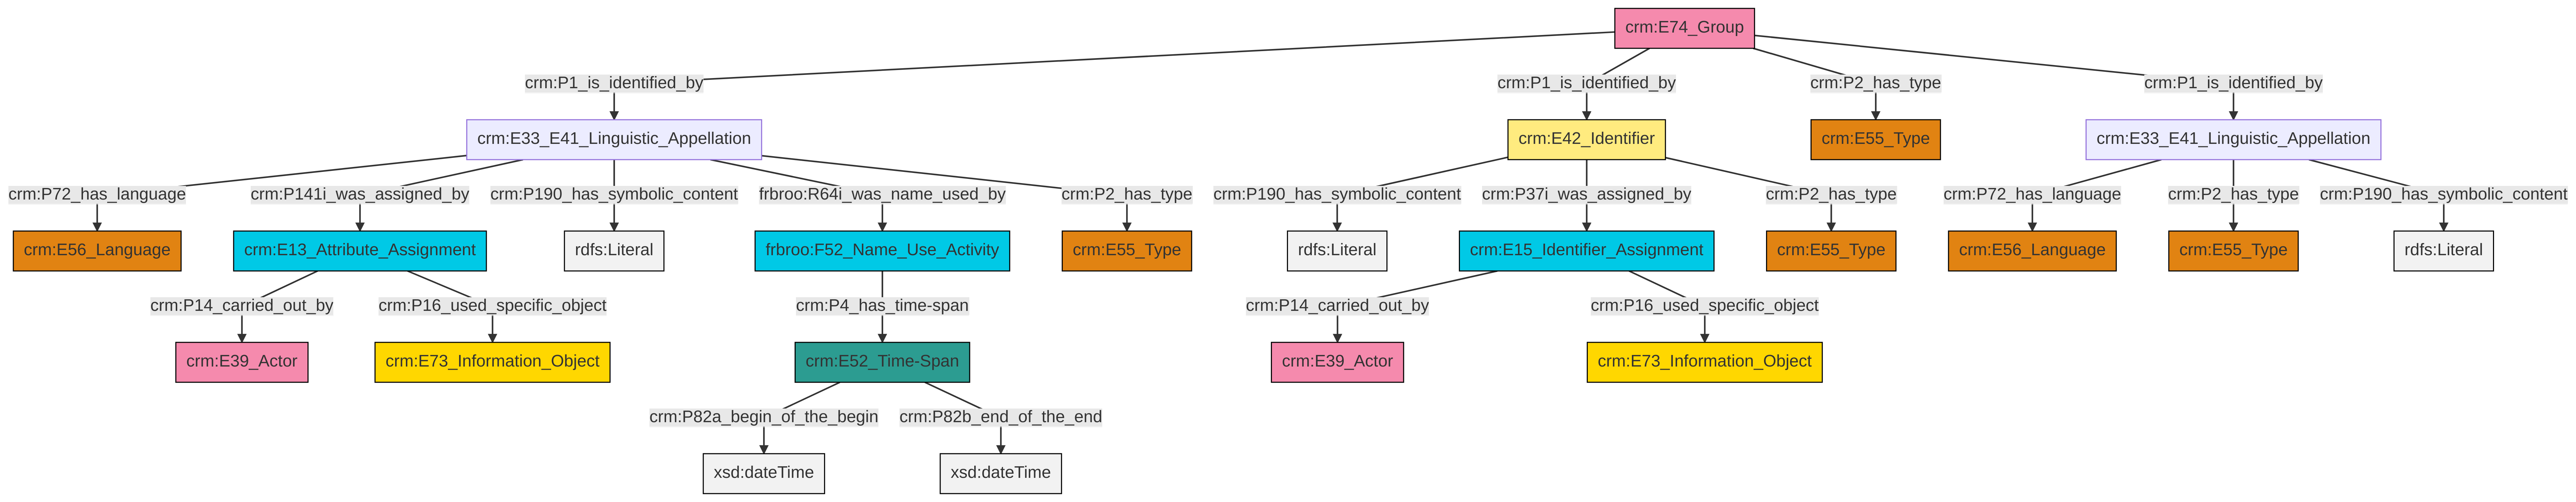 crm:E74_Group
crm:P1_is_identified_by crm:P1_is_identified_by crm:P2_has_type crm:P1_is_identified_by
crm:E33_E41_Linguistic_Appellation crm:E42_Identifier crm:E55_Type crm:E33_E41_Linguistic_Appellation
crm:P72_has_language crm:P141i_was_assigned_by crm:P190_has_symbolic_content frbroo:R64i_was_name_used_by crm:P2_has_type crm:P190_has_symbolic_content crm:P37i_was_assigned_by crm:P2_has_type crm:P72_has_language crm:P2_has_type crm:P190_has_symbolic_content
crm:E56_Language crm:E13_Attribute_Assignment rdfs:Literal frbroo:F52_Name_Use_Activity crm:E55_Type rdfs:Literal crm:E15_Identifier_Assignment crm:E55_Type crm:E56_Language crm:E55_Type rdfs:Literal
crm:P14_carried_out_by crm:P16_used_specific_object crm:P4_has_time-span crm:P14_carried_out_by crm:P16_used_specific_object
crm:E39_Actor crm:E73_Information_Object crm:E52_Time-Span crm:E39_Actor crm:E73_Information_Object
crm:P82a_begin_of_the_begin crm:P82b_end_of_the_end
xsd:dateTime xsd:dateTime